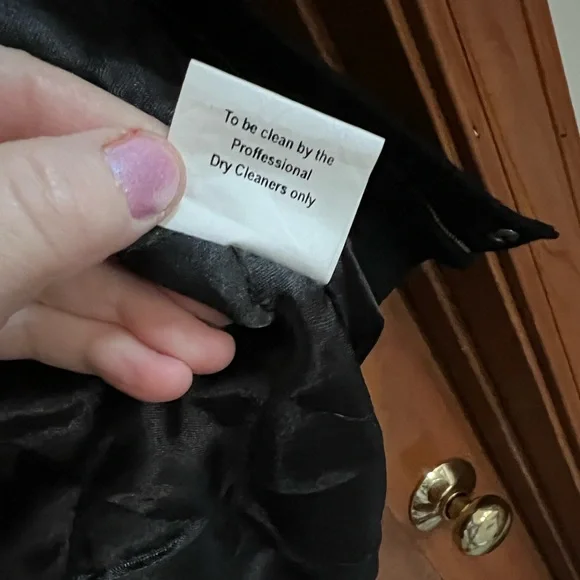 To be clean by the
Proffessional
Dry Cleaners only